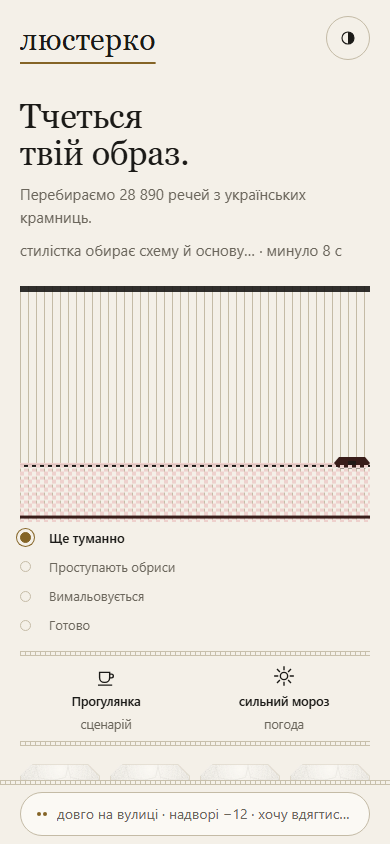 люстерко
Тчеться
твій образ.
Перебираємо 28 890 речей з українських
крамниць.
стилістка обирає схему й основу… · минуло 8 с
Ще туманно
Проступають обриси
Вимальовується
Готово
Прогулянка
сильний мороз
сценарій
погода
довго на вулиці · надворі −12 · хочу вдягтис…